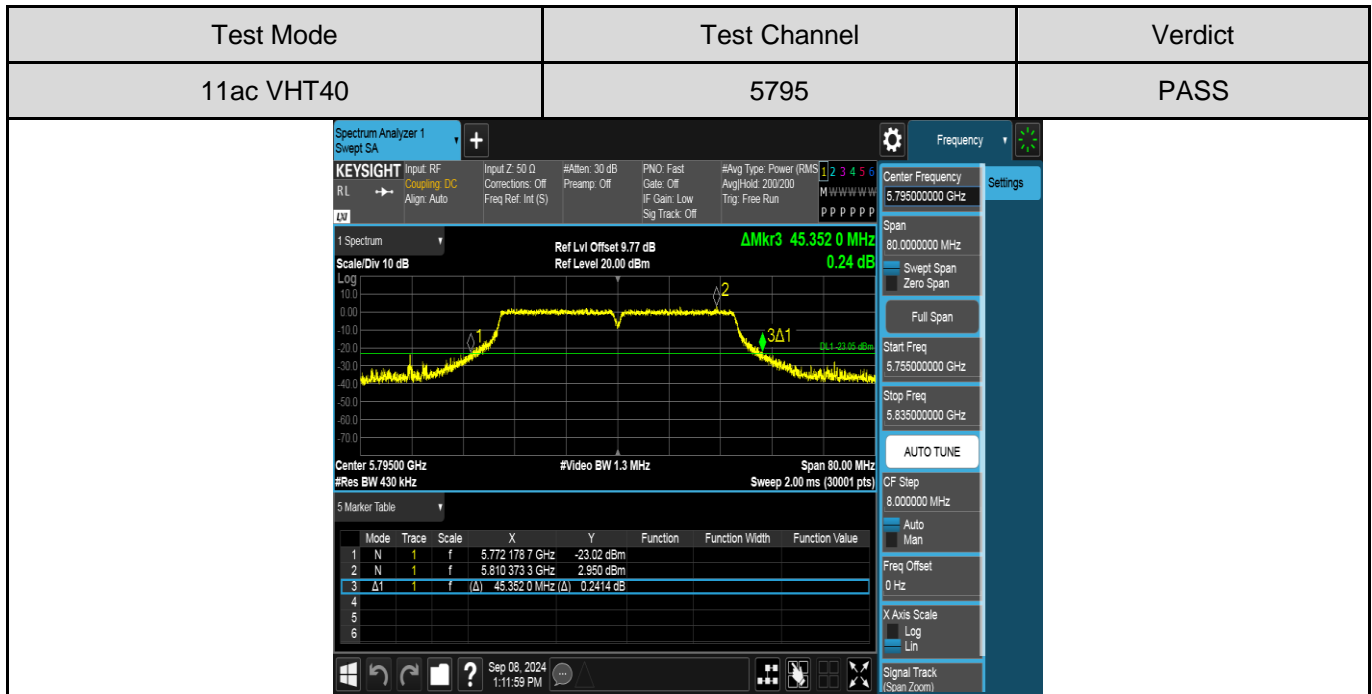 Test Mode Test Channel Verdict
11ac VHT40 5795 PASS
Spectrum Analyzer 1
Swept SA
+
Frequency
KEYSIGHT Input: RF Input Z: 50 Ω #Atten: 30 dB PNO: Fast #Avg Type: Power (RMS 1 2 3 4 5 6
RL Coupling: DC Corrections: Off Preamp: Off Gate: Off Avg|Hold: 200/200 M W W W W W
Align: Auto Freq Ref: Int (S) IF Gain: Low Trig: Free Run
LXI Sig Track: Off P P P P P P
1 Spectrum Ref Lvl Offset 9.77 dB ΔMkr3 45.352 0 MHz
Scale/Div 10 dB Ref Level 20.00 dBm 0.24 dB
Log
10.0 2
0.00
-10.0 1 3Δ1
-20.0 DL1 -23.05 dBm
-30.0
-40.0
-50.0
-60.0
-70.0
Center 5.79500 GHz #Video BW 1.3 MHz Span 80.00 MHz
#Res BW 430 kHz Sweep 2.00 ms (30001 pts)
5 Marker Table
Mode Trace Scale X Y Function Function Width Function Value
1 N 1 f 5.772 178 7 GHz -23.02 dBm
2 N 1 f 5.810 373 3 GHz 2.950 dBm
3 Δ1 1 f (Δ) 45.352 0 MHz (Δ) 0.2414 dB
4
5
6
? Sep 08, 2024
1:11:59 PM
Center Frequency
5.795000000 GHz
Settings
Span
80.0000000 MHz
Swept Span
Zero Span
Full Span
Start Freq
5.755000000 GHz
Stop Freq
5.835000000 GHz
AUTO TUNE
CF Step
8.000000 MHz
Auto
Man
Freq Offset
0 Hz
X Axis Scale
Log
Lin
Signal Track
(Span Zoom)